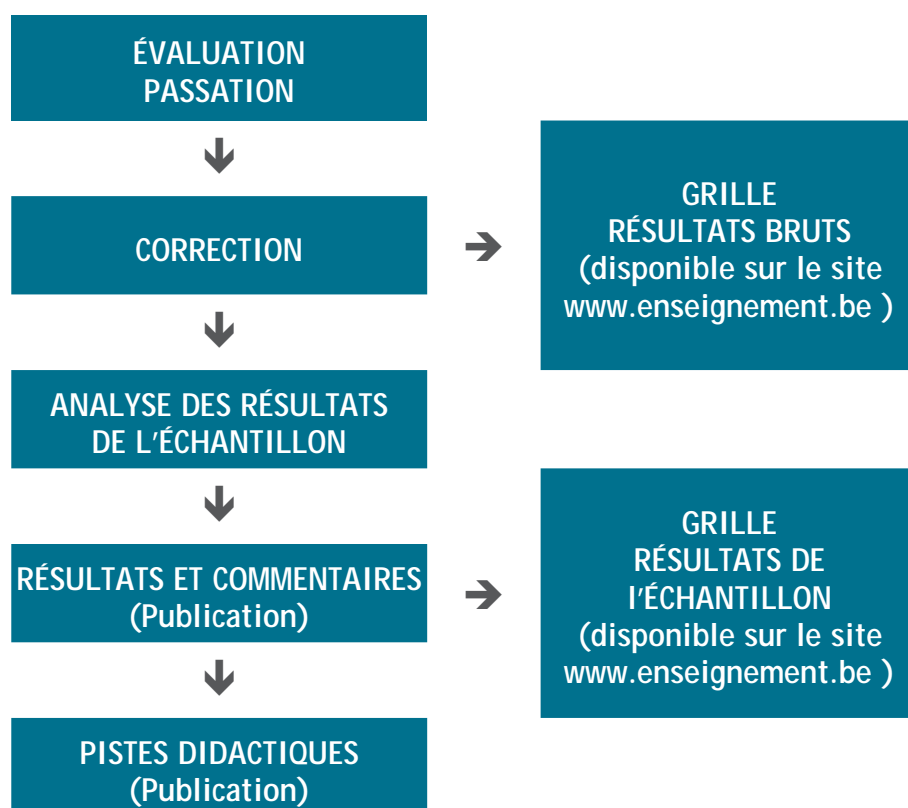 ÉVALUATION
PASSATION
CORRECTION
GRILLE
RÉSULTATS BRUTS
(disponible sur le site
www.enseignement.be )
ANALYSE DES RÉSULTATS
DE L'ÉCHANTILLON
RÉSULTATS ET COMMENTAIRES
(Publication)
GRILLE
RÉSULTATS DE
l'ÉCHANTILLON
(disponible sur le site
www.enseignement.be )
PISTES DIDACTIQUES
(Publication)